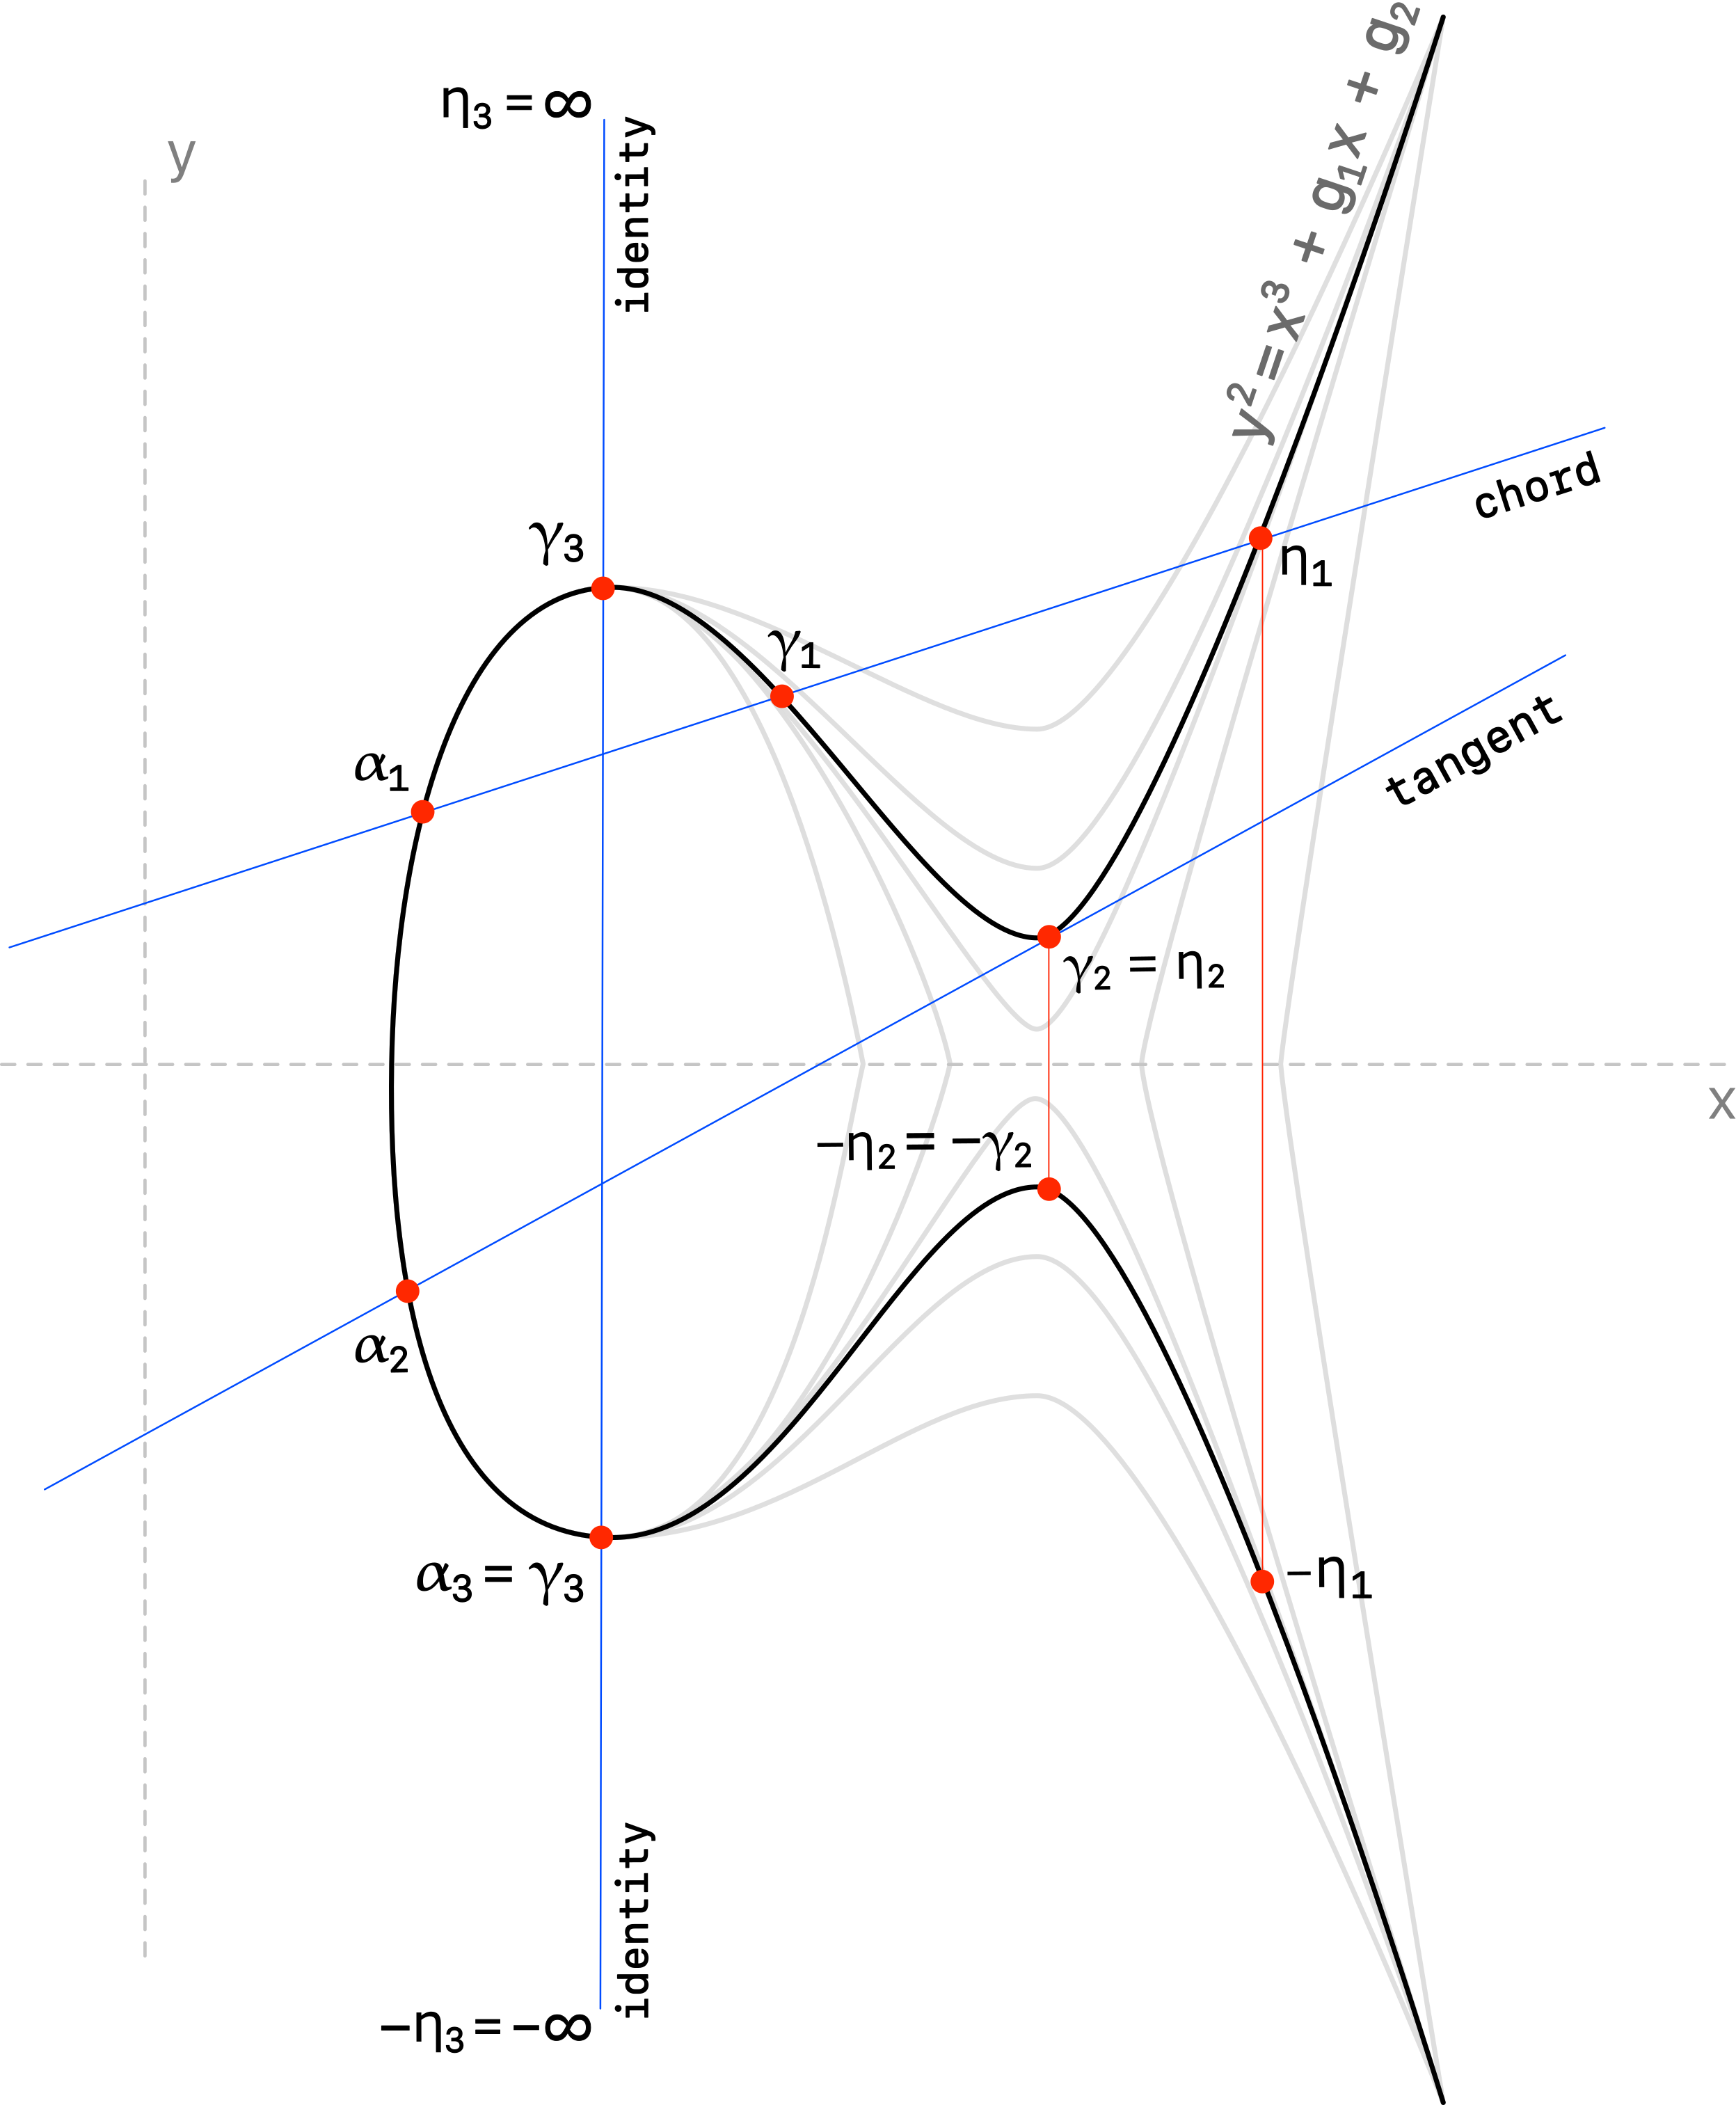 η₃ = ∞
identity
y
y² = x³ + g₁x + g₂
chord
γ₃
η₁
γ₁
tangent
α₁
γ₂ = η₂
x
−η₂ = −γ₂
α₂
α₃ = γ₃
−η₁
identity
−η₃ = −∞